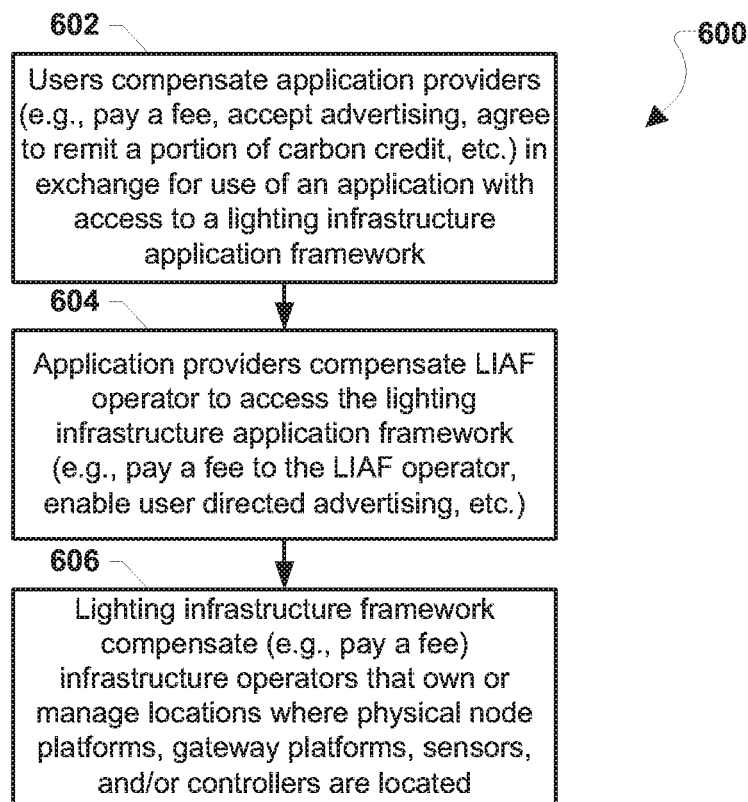 602
600
Users compensate application providers
(e.g., pay a fee, accept advertising, agree
to remit a portion of carbon credit, etc.) in
exchange for use of an application with
access to a lighting infrastructure
application framework
604
Application providers compensate LIAF
operator to access the lighting
infrastructure application framework
(e.g., pay a fee to the LIAF operator,
enable user directed advertising, etc.)
606
Lighting infrastructure framework
compensate (e.g., pay a fee)
infrastructure operators that own or
manage locations where physical node
platforms, gateway platforms, sensors,
and/or controllers are located